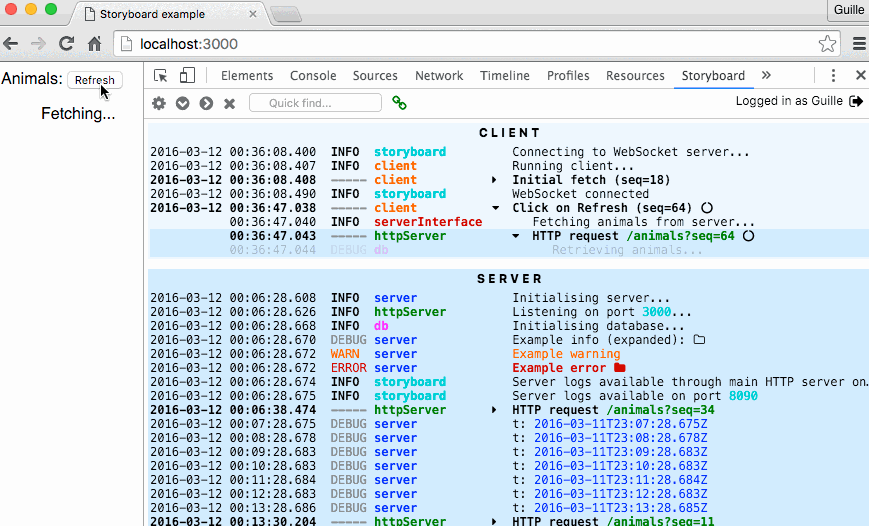 Storyboard example
Guille
localhost:3000
Animals: Refresh
Fetching...
Elements Console Sources Network Timeline Profiles Resources Storyboard »
Quick find...
Logged in as Guille
CLIENT
2016-03-12 00:36:08.400 INFO storyboard Connecting to WebSocket server...
2016-03-12 00:36:08.407 INFO client Running client...
2016-03-12 00:36:08.408 ----- client Initial fetch (seq=18)
2016-03-12 00:36:08.490 INFO storyboard WebSocket connected
2016-03-12 00:36:47.038 ----- client Click on Refresh (seq=64)
00:36:47.040 INFO serverInterface Fetching animals from server...
00:36:47.043 ----- httpServer HTTP request /animals?seq=64
00:36:47.044 DEBUG db Retrieving animals...
SERVER
2016-03-12 00:06:28.608 INFO server Initialising server...
2016-03-12 00:06:28.626 INFO httpServer Listening on port 3000...
2016-03-12 00:06:28.668 INFO db Initialising database...
2016-03-12 00:06:28.670 DEBUG server Example info (expanded):
2016-03-12 00:06:28.672 WARN server Example warning
2016-03-12 00:06:28.672 ERROR server Example error
2016-03-12 00:06:28.674 INFO storyboard Server logs available through main HTTP server on…
2016-03-12 00:06:28.675 INFO storyboard Server logs available on port 8090
2016-03-12 00:06:38.474 ----- httpServer HTTP request /animals?seq=34
2016-03-12 00:07:28.675 DEBUG server t: 2016-03-11T23:07:28.675Z
2016-03-12 00:08:28.678 DEBUG server t: 2016-03-11T23:08:28.678Z
2016-03-12 00:09:28.683 DEBUG server t: 2016-03-11T23:09:28.683Z
2016-03-12 00:10:28.683 DEBUG server t: 2016-03-11T23:10:28.683Z
2016-03-12 00:11:28.684 DEBUG server t: 2016-03-11T23:11:28.684Z
2016-03-12 00:12:28.683 DEBUG server t: 2016-03-11T23:12:28.683Z
2016-03-12 00:13:28.686 DEBUG server t: 2016-03-11T23:13:28.685Z
2016-03-12 00:13:30.204 ----- httpServer HTTP request /animals?seq=11